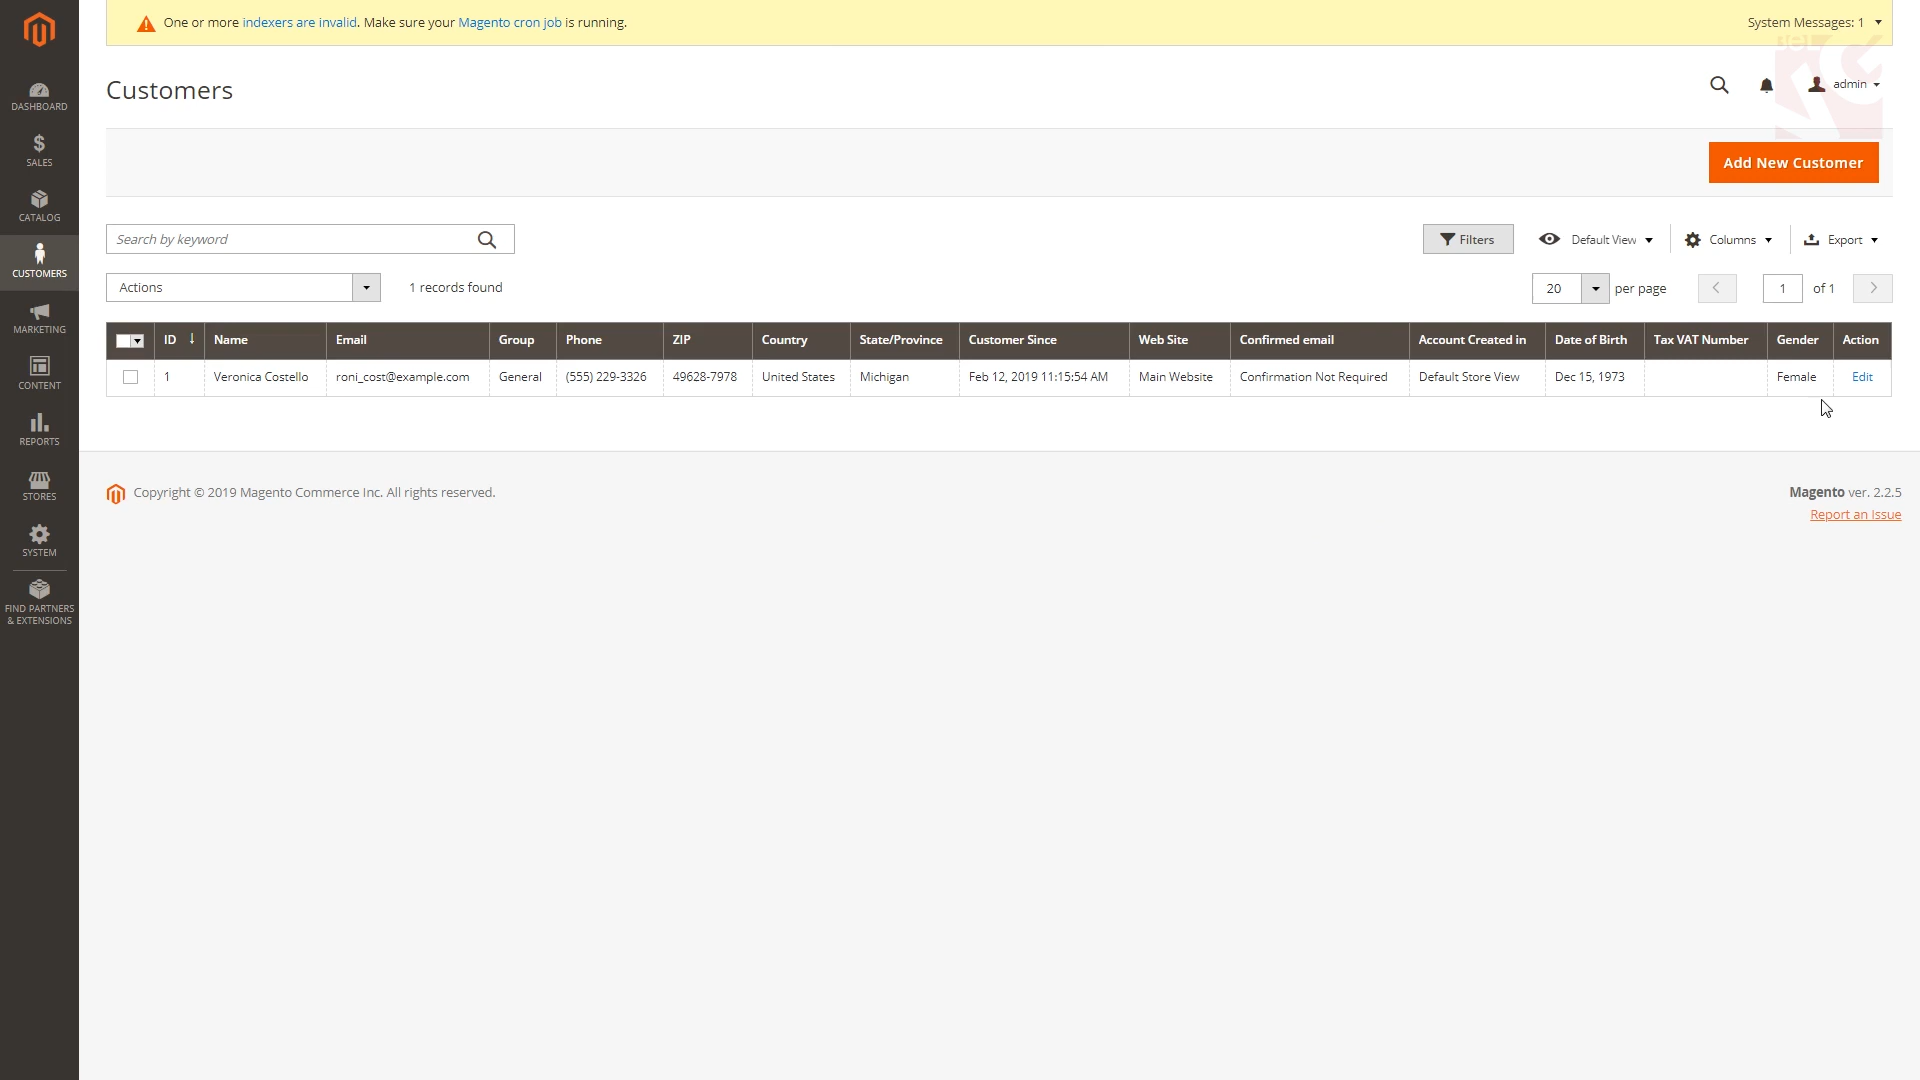 One or more indexers are invalid. Make sure your Magento cron job is running.
System Messages: 1
Customers
admin
Add New Customer
DASHBOARD
SALES
CATALOG
CUSTOMERS
MARKETING
CONTENT
REPORTS
STORES
SYSTEM
FIND PARTNERS
& EXTENSIONS
Search by keyword
Filters
Default View
Columns
Export
Actions
1 records found
20 per page
1 of 1
ID Name Email Group Phone ZIP Country State/Province Customer Since Web Site Confirmed email Account Created in Date of Birth Tax VAT Number Gender Action
1 Veronica Costello roni_cost@example.com General (555) 229-3326 49628-7978 United States Michigan Feb 12, 2019 11:15:54 AM Main Website Confirmation Not Required Default Store View Dec 15, 1973 Female Edit
Copyright © 2019 Magento Commerce Inc. All rights reserved.
Magento ver. 2.2.5
Report an Issue